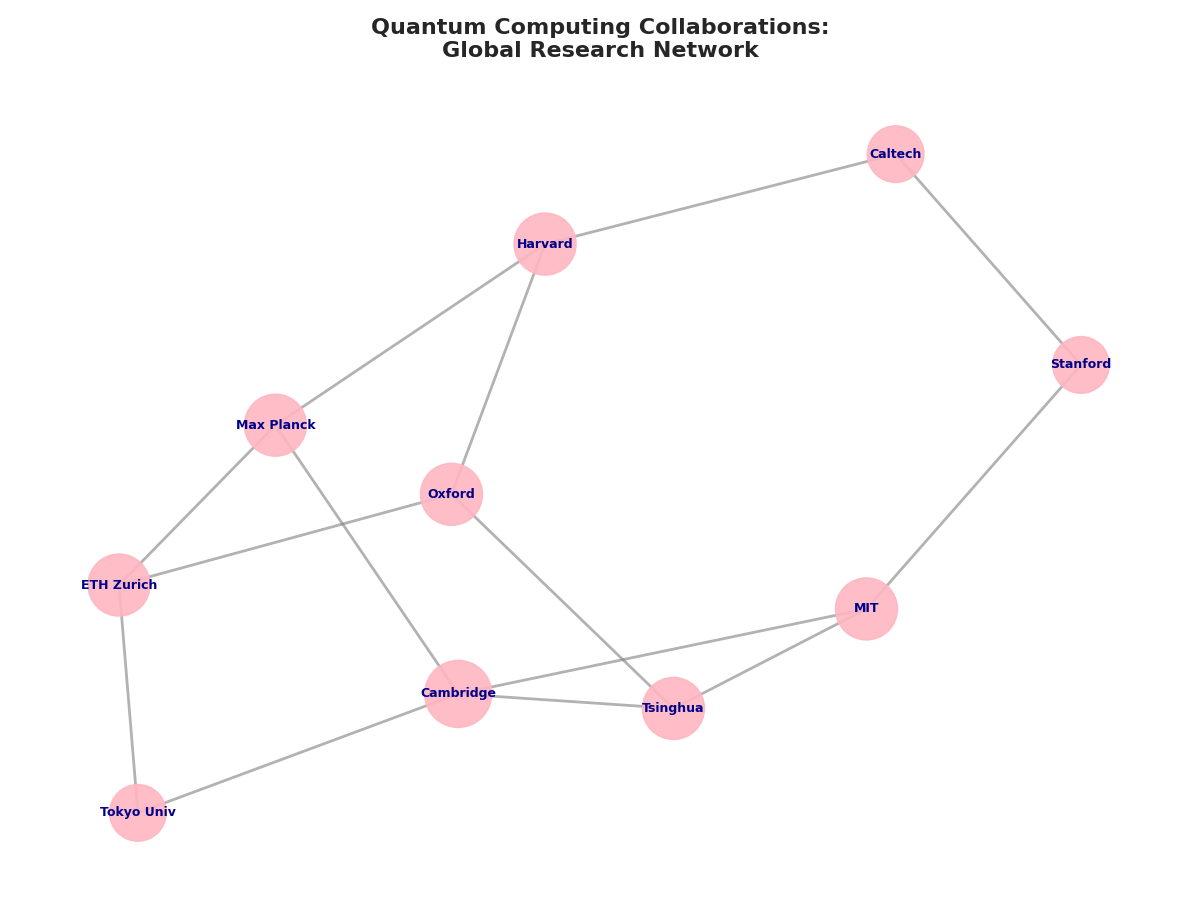 Quantum Computing Collaborations:
Global Research Network
Caltech
Harvard
Stanford
Max Planck
Oxford
ETH Zurich
MIT
Cambridge
Tsinghua
Tokyo Univ